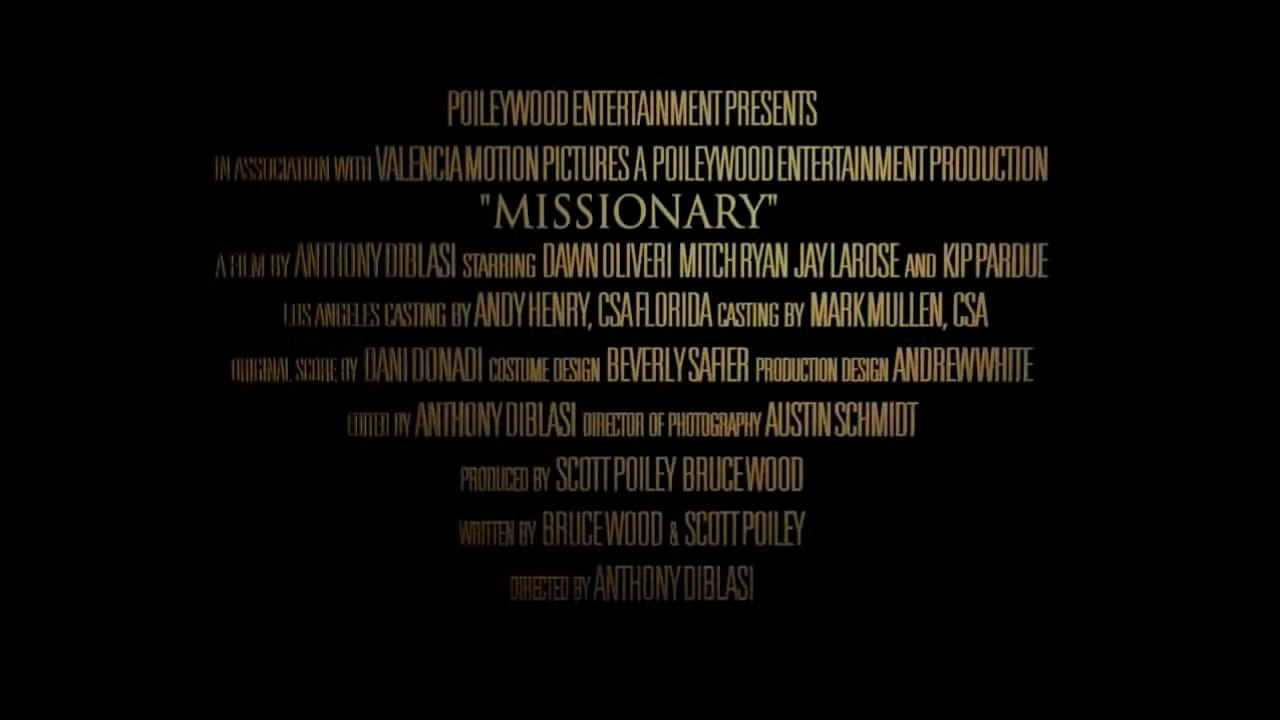 POILEYWOOD ENTERTAINMENT PRESENTS
IN ASSOCIATION WITH VALENCIA MOTION PICTURES A POILEYWOOD ENTERTAINMENT PRODUCTION
"MISSIONARY"
A FILM BY ANTHONY DIBLASI STARRING DAWN OLIVERI MITCH RYAN JAY LAROSE AND KIP PARDUE
LOS ANGELES CASTING BY ANDY HENRY, CSA FLORIDA CASTING BY MARK MULLEN, CSA
ORIGINAL SCORE BY DANI DONADI COSTUME DESIGN BEVERLY SAFIER PRODUCTION DESIGN ANDREW WHITE
EDITED BY ANTHONY DIBLASI DIRECTOR OF PHOTOGRAPHY AUSTIN SCHMIDT
PRODUCED BY SCOTT POILEY BRUCE WOOD
WRITTEN BY BRUCE WOOD & SCOTT POILEY
DIRECTED BY ANTHONY DIBLASI